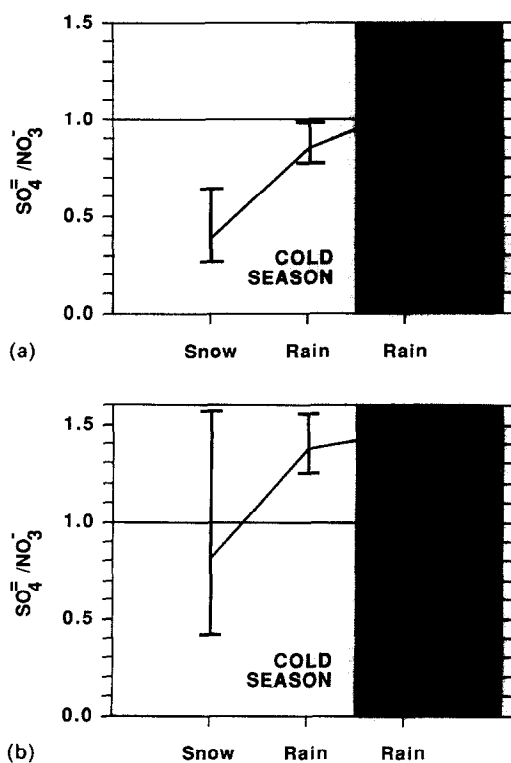 1.5
1.0
0.5
0.0
SO₄⁼/NO₃⁻
COLD
SEASON
(a)
Snow Rain Rain
1.5
1.0
0.5
0.0
SO₄⁼/NO₃⁻
COLD
SEASON
(b)
Snow Rain Rain